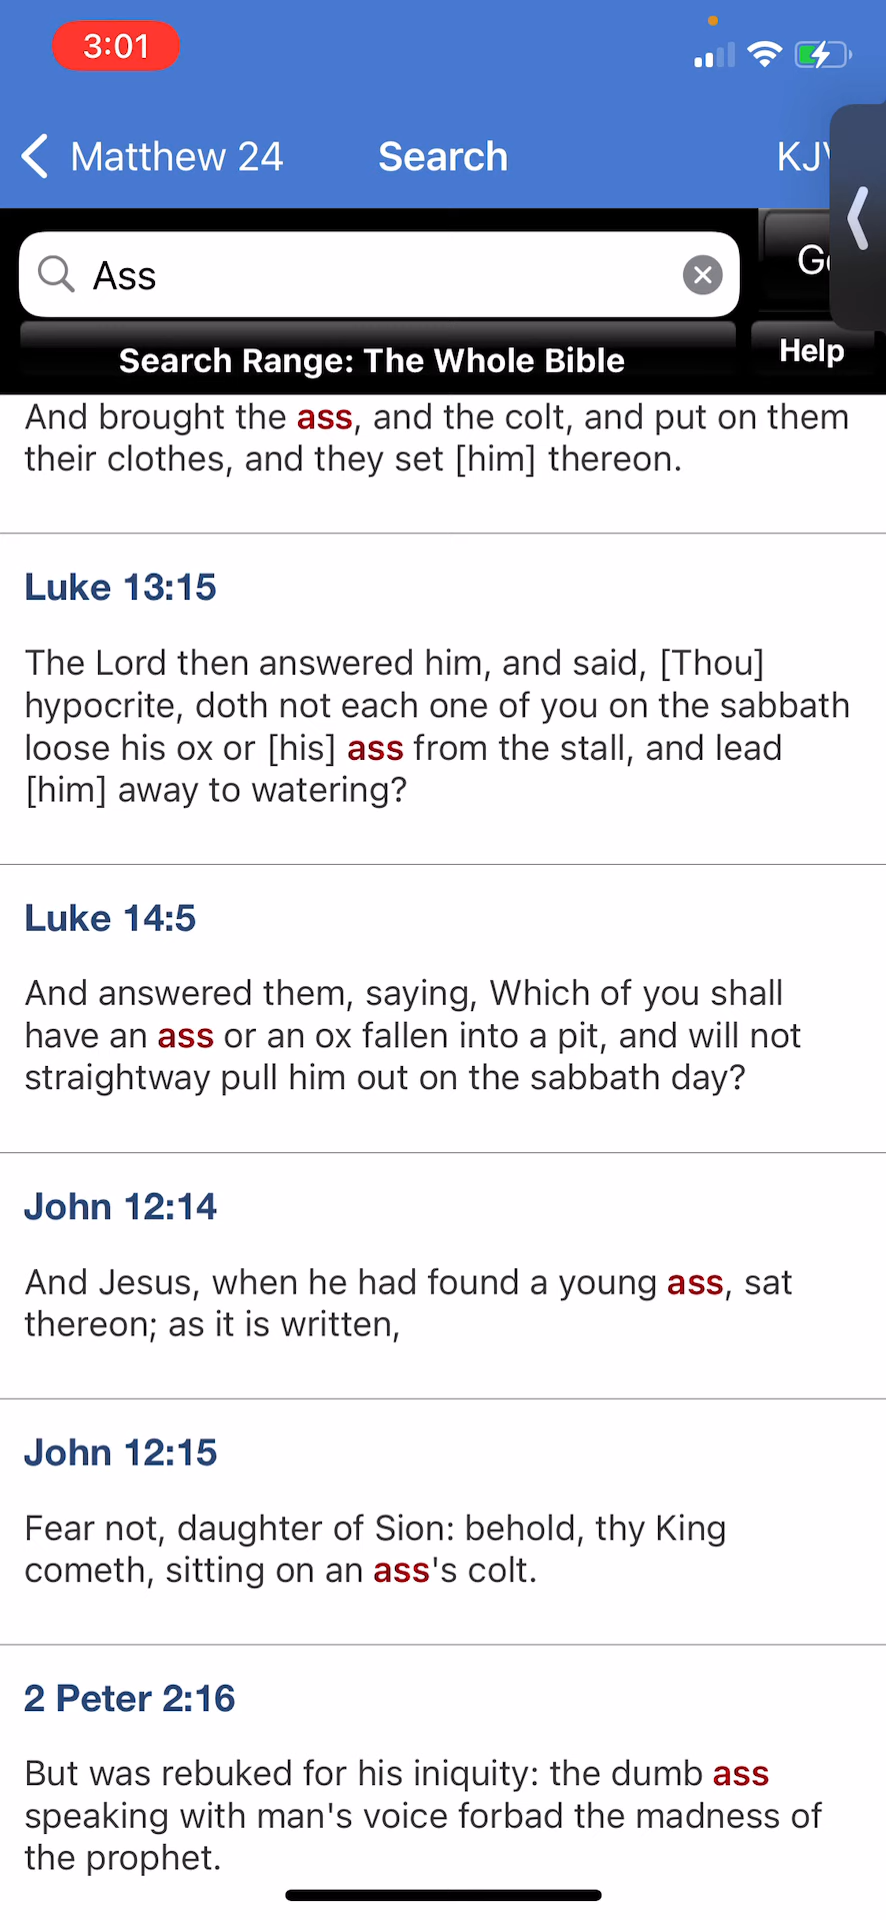 3:01
Matthew 24
Search
KJV
Ass
Search Range: The Whole Bible
Help
And brought the ass, and the colt, and put on them
their clothes, and they set [him] thereon.
Luke 13:15
The Lord then answered him, and said, [Thou]
hypocrite, doth not each one of you on the sabbath
loose his ox or [his] ass from the stall, and lead
[him] away to watering?
Luke 14:5
And answered them, saying, Which of you shall
have an ass or an ox fallen into a pit, and will not
straightway pull him out on the sabbath day?
John 12:14
And Jesus, when he had found a young ass, sat
thereon; as it is written,
John 12:15
Fear not, daughter of Sion: behold, thy King
cometh, sitting on an ass's colt.
2 Peter 2:16
But was rebuked for his iniquity: the dumb ass
speaking with man's voice forbad the madness of
the prophet.